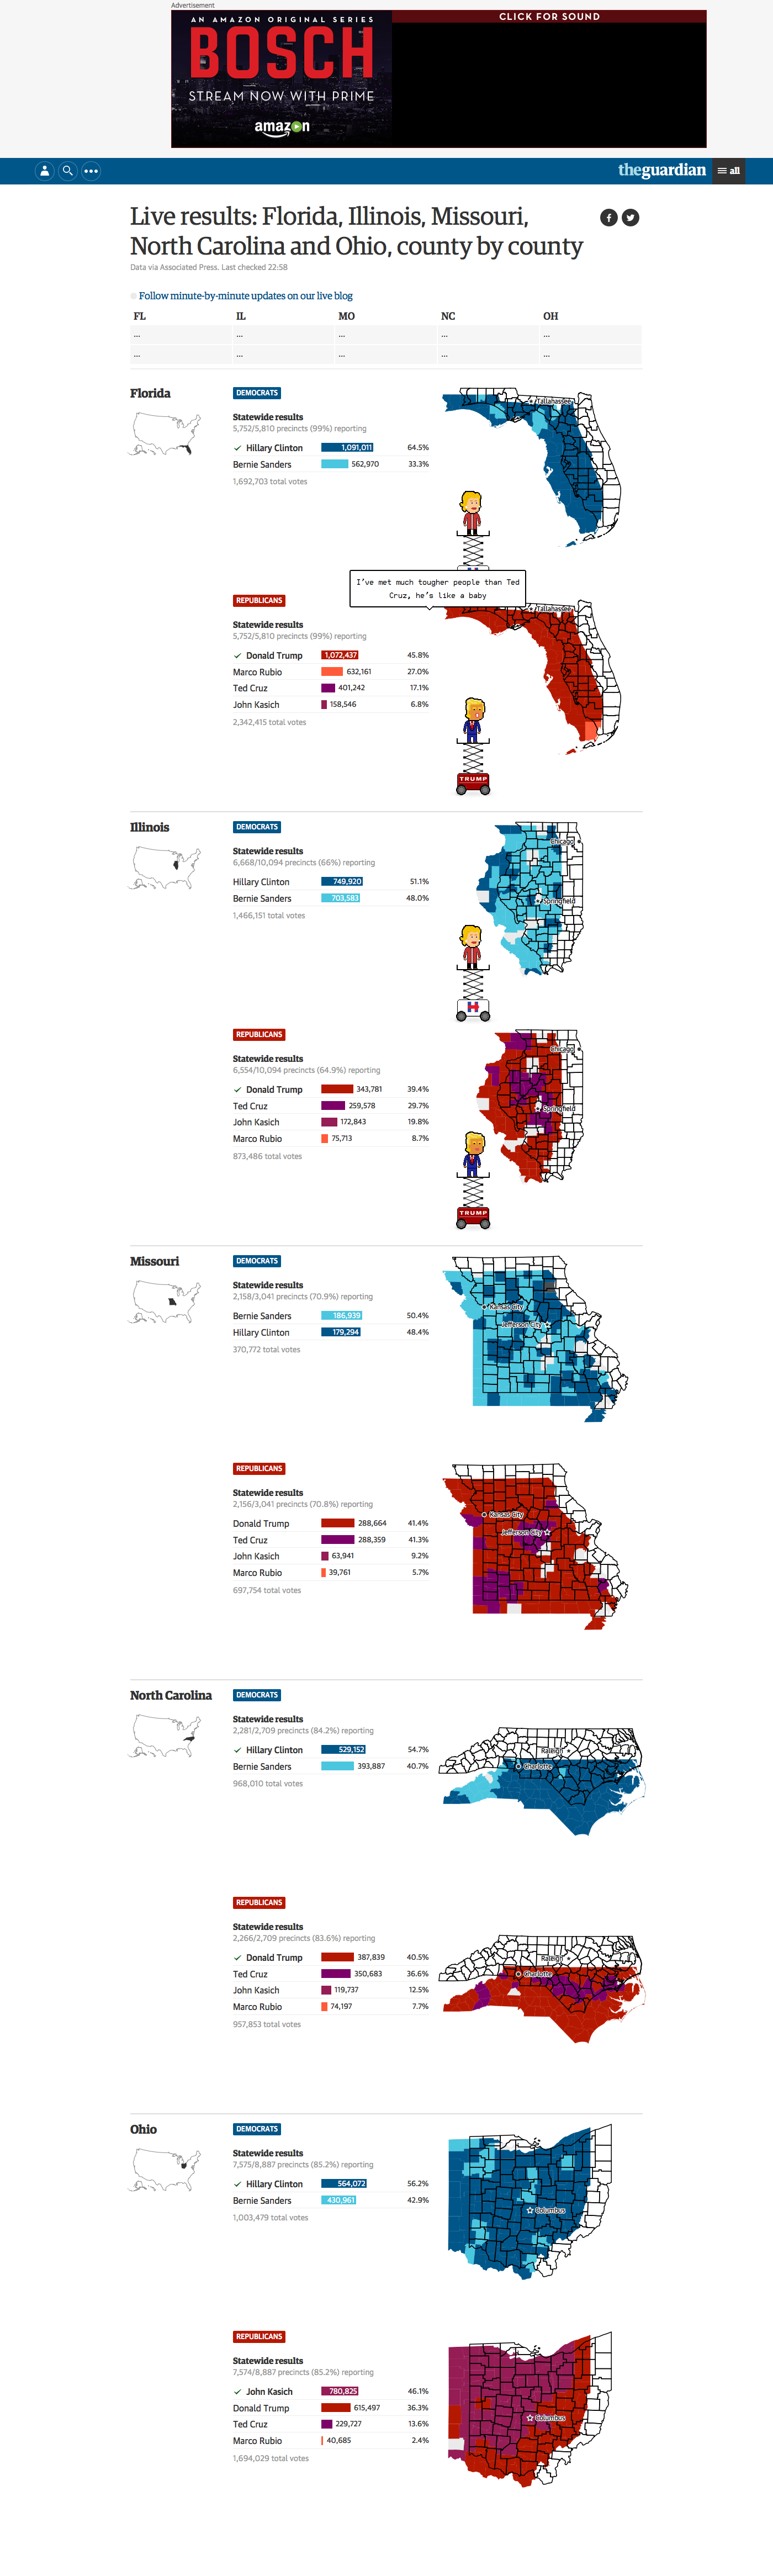 Advertisement
AN AMAZON ORIGINAL SERIES
BOSCH
STREAM NOW WITH PRIME
amazon
CLICK FOR SOUND
theguardian
all
Live results: Florida, Illinois, Missouri,
North Carolina and Ohio, county by county
Data via Associated Press. Last checked 22:58
Follow minute-by-minute updates on our live blog
FL IL MO NC OH
... ... ... ... ...
... ... ... ... ...
Florida
DEMOCRATS
Statewide results
5,752/5,810 precincts (99%) reporting
✓ Hillary Clinton 1,091,011 64.5%
Bernie Sanders 562,970 33.3%
1,692,703 total votes
Tallahassee
I've met much tougher people than Ted
Cruz, he's like a baby
REPUBLICANS
Statewide results
5,752/5,810 precincts (99%) reporting
✓ Donald Trump 1,072,437 45.8%
Marco Rubio 632,161 27.0%
Ted Cruz 401,242 17.1%
John Kasich 158,546 6.8%
2,342,415 total votes
Tallahassee
TRUMP
Illinois
DEMOCRATS
Statewide results
6,668/10,094 precincts (66%) reporting
Hillary Clinton 749,920 51.1%
Bernie Sanders 703,583 48.0%
1,466,151 total votes
Chicago
Springfield
H
REPUBLICANS
Statewide results
6,554/10,094 precincts (64.9%) reporting
✓ Donald Trump 343,781 39.4%
Ted Cruz 259,578 29.7%
John Kasich 172,843 19.8%
Marco Rubio 75,713 8.7%
873,486 total votes
Chicago
Springfield
TRUMP
Missouri
DEMOCRATS
Statewide results
2,158/3,041 precincts (70.9%) reporting
Bernie Sanders 186,939 50.4%
Hillary Clinton 179,294 48.4%
370,772 total votes
Kansas City
Jefferson City
REPUBLICANS
Statewide results
2,156/3,041 precincts (70.8%) reporting
Donald Trump 288,664 41.4%
Ted Cruz 288,359 41.3%
John Kasich 63,941 9.2%
Marco Rubio 39,761 5.7%
697,754 total votes
Kansas City
Jefferson City
North Carolina
DEMOCRATS
Statewide results
2,281/2,709 precincts (84.2%) reporting
✓ Hillary Clinton 529,152 54.7%
Bernie Sanders 393,887 40.7%
968,010 total votes
Raleigh
Charlotte
REPUBLICANS
Statewide results
2,266/2,709 precincts (83.6%) reporting
✓ Donald Trump 387,839 40.5%
Ted Cruz 350,683 36.6%
John Kasich 119,737 12.5%
Marco Rubio 74,197 7.7%
957,853 total votes
Raleigh
Charlotte
Ohio
DEMOCRATS
Statewide results
7,575/8,887 precincts (85.2%) reporting
✓ Hillary Clinton 564,072 56.2%
Bernie Sanders 430,961 42.9%
1,003,479 total votes
Columbus
REPUBLICANS
Statewide results
7,574/8,887 precincts (85.2%) reporting
✓ John Kasich 780,825 46.1%
Donald Trump 615,497 36.3%
Ted Cruz 229,727 13.6%
Marco Rubio 40,685 2.4%
1,694,029 total votes
Columbus